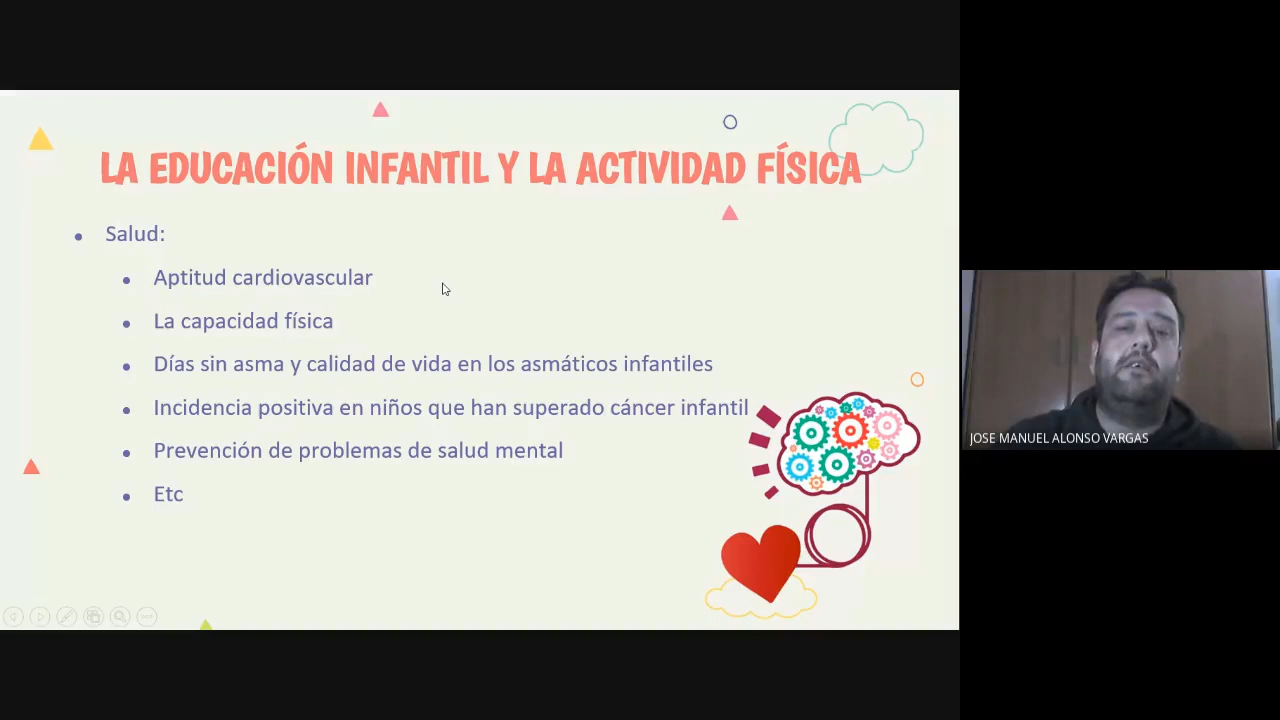 LA EDUCACIÓN INFANTIL Y LA ACTIVIDAD FÍSICA
Salud:
Aptitud cardiovascular
La capacidad física
Días sin asma y calidad de vida en los asmáticos infantiles
Incidencia positiva en niños que han superado cáncer infantil
Prevención de problemas de salud mental
Etc
JOSE MANUEL ALONSO VARGAS